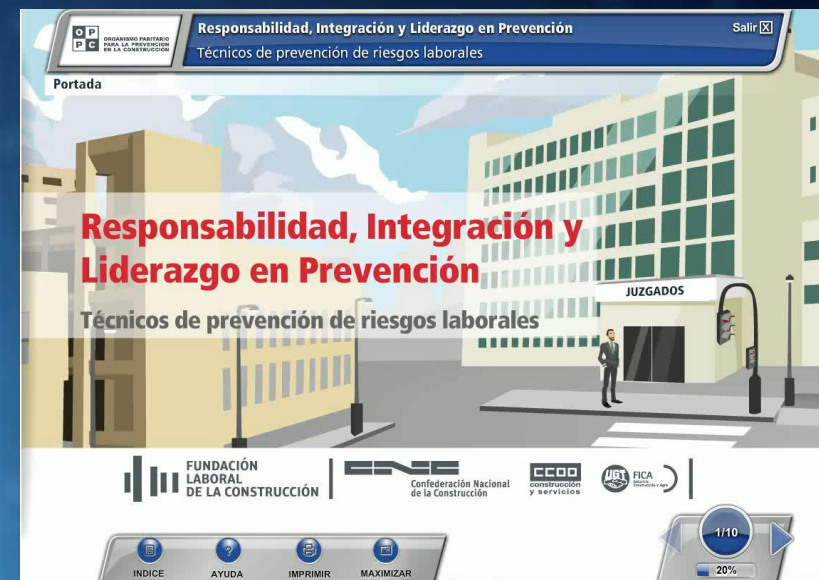 O P
P C
ORGANISMO PARITARIO
PARA LA PREVENCIÓN
EN LA CONSTRUCCIÓN
Responsabilidad, Integración y Liderazgo en Prevención
Técnicos de prevención de riesgos laborales
Salir X
Portada
Responsabilidad, Integración y
Liderazgo en Prevención
Técnicos de prevención de riesgos laborales
JUZGADOS
FUNDACIÓN
LABORAL
DE LA CONSTRUCCIÓN
CNC
Confederación Nacional
de la Construcción
CCOO
construcción
y servicios
UGT FICA
1/10
20%
INDICE
AYUDA
IMPRIMIR
MAXIMIZAR